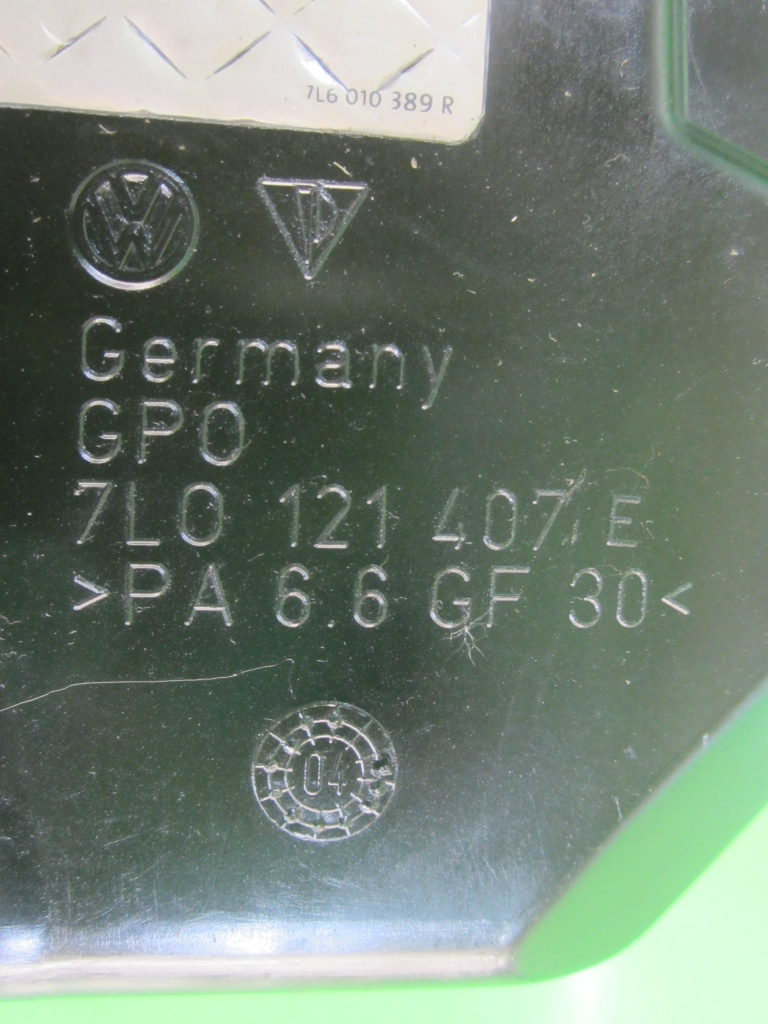 7L6 010 389 R
VW
Germany
GPO
7L0 121 407 E
>PA 6.6 GF 30<
04